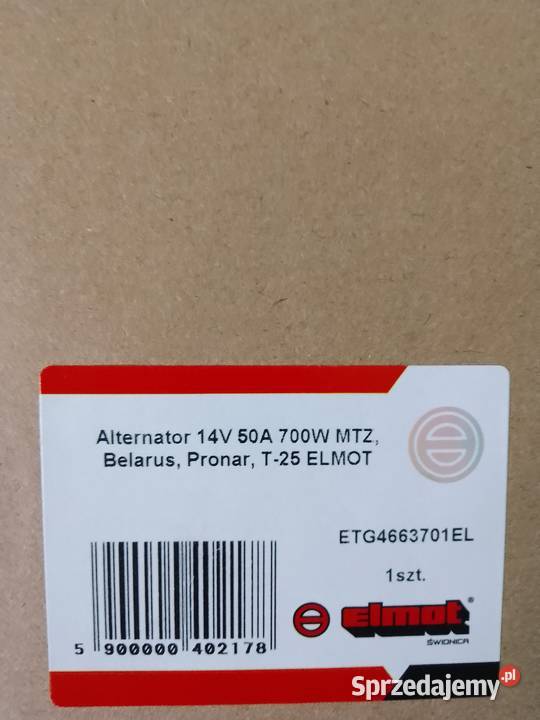 Alternator 14V 50A 700W MTZ,
Belarus, Pronar, T-25 ELMOT
ETG4663701EL
1szt.
5 900000 402178
elmot®
ŚWIDNICA
Sprzedajemy.pl